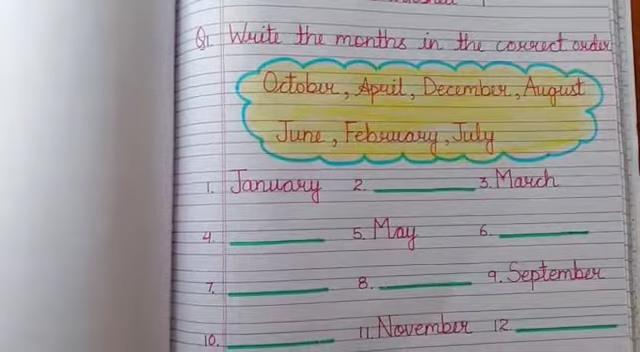 Q1. Write the months in the correct order
October, April, December, August
June, February, July
1. January 2. 3. March
4. 5. May 6.
7. 8. 9. September
10. 11. November 12.